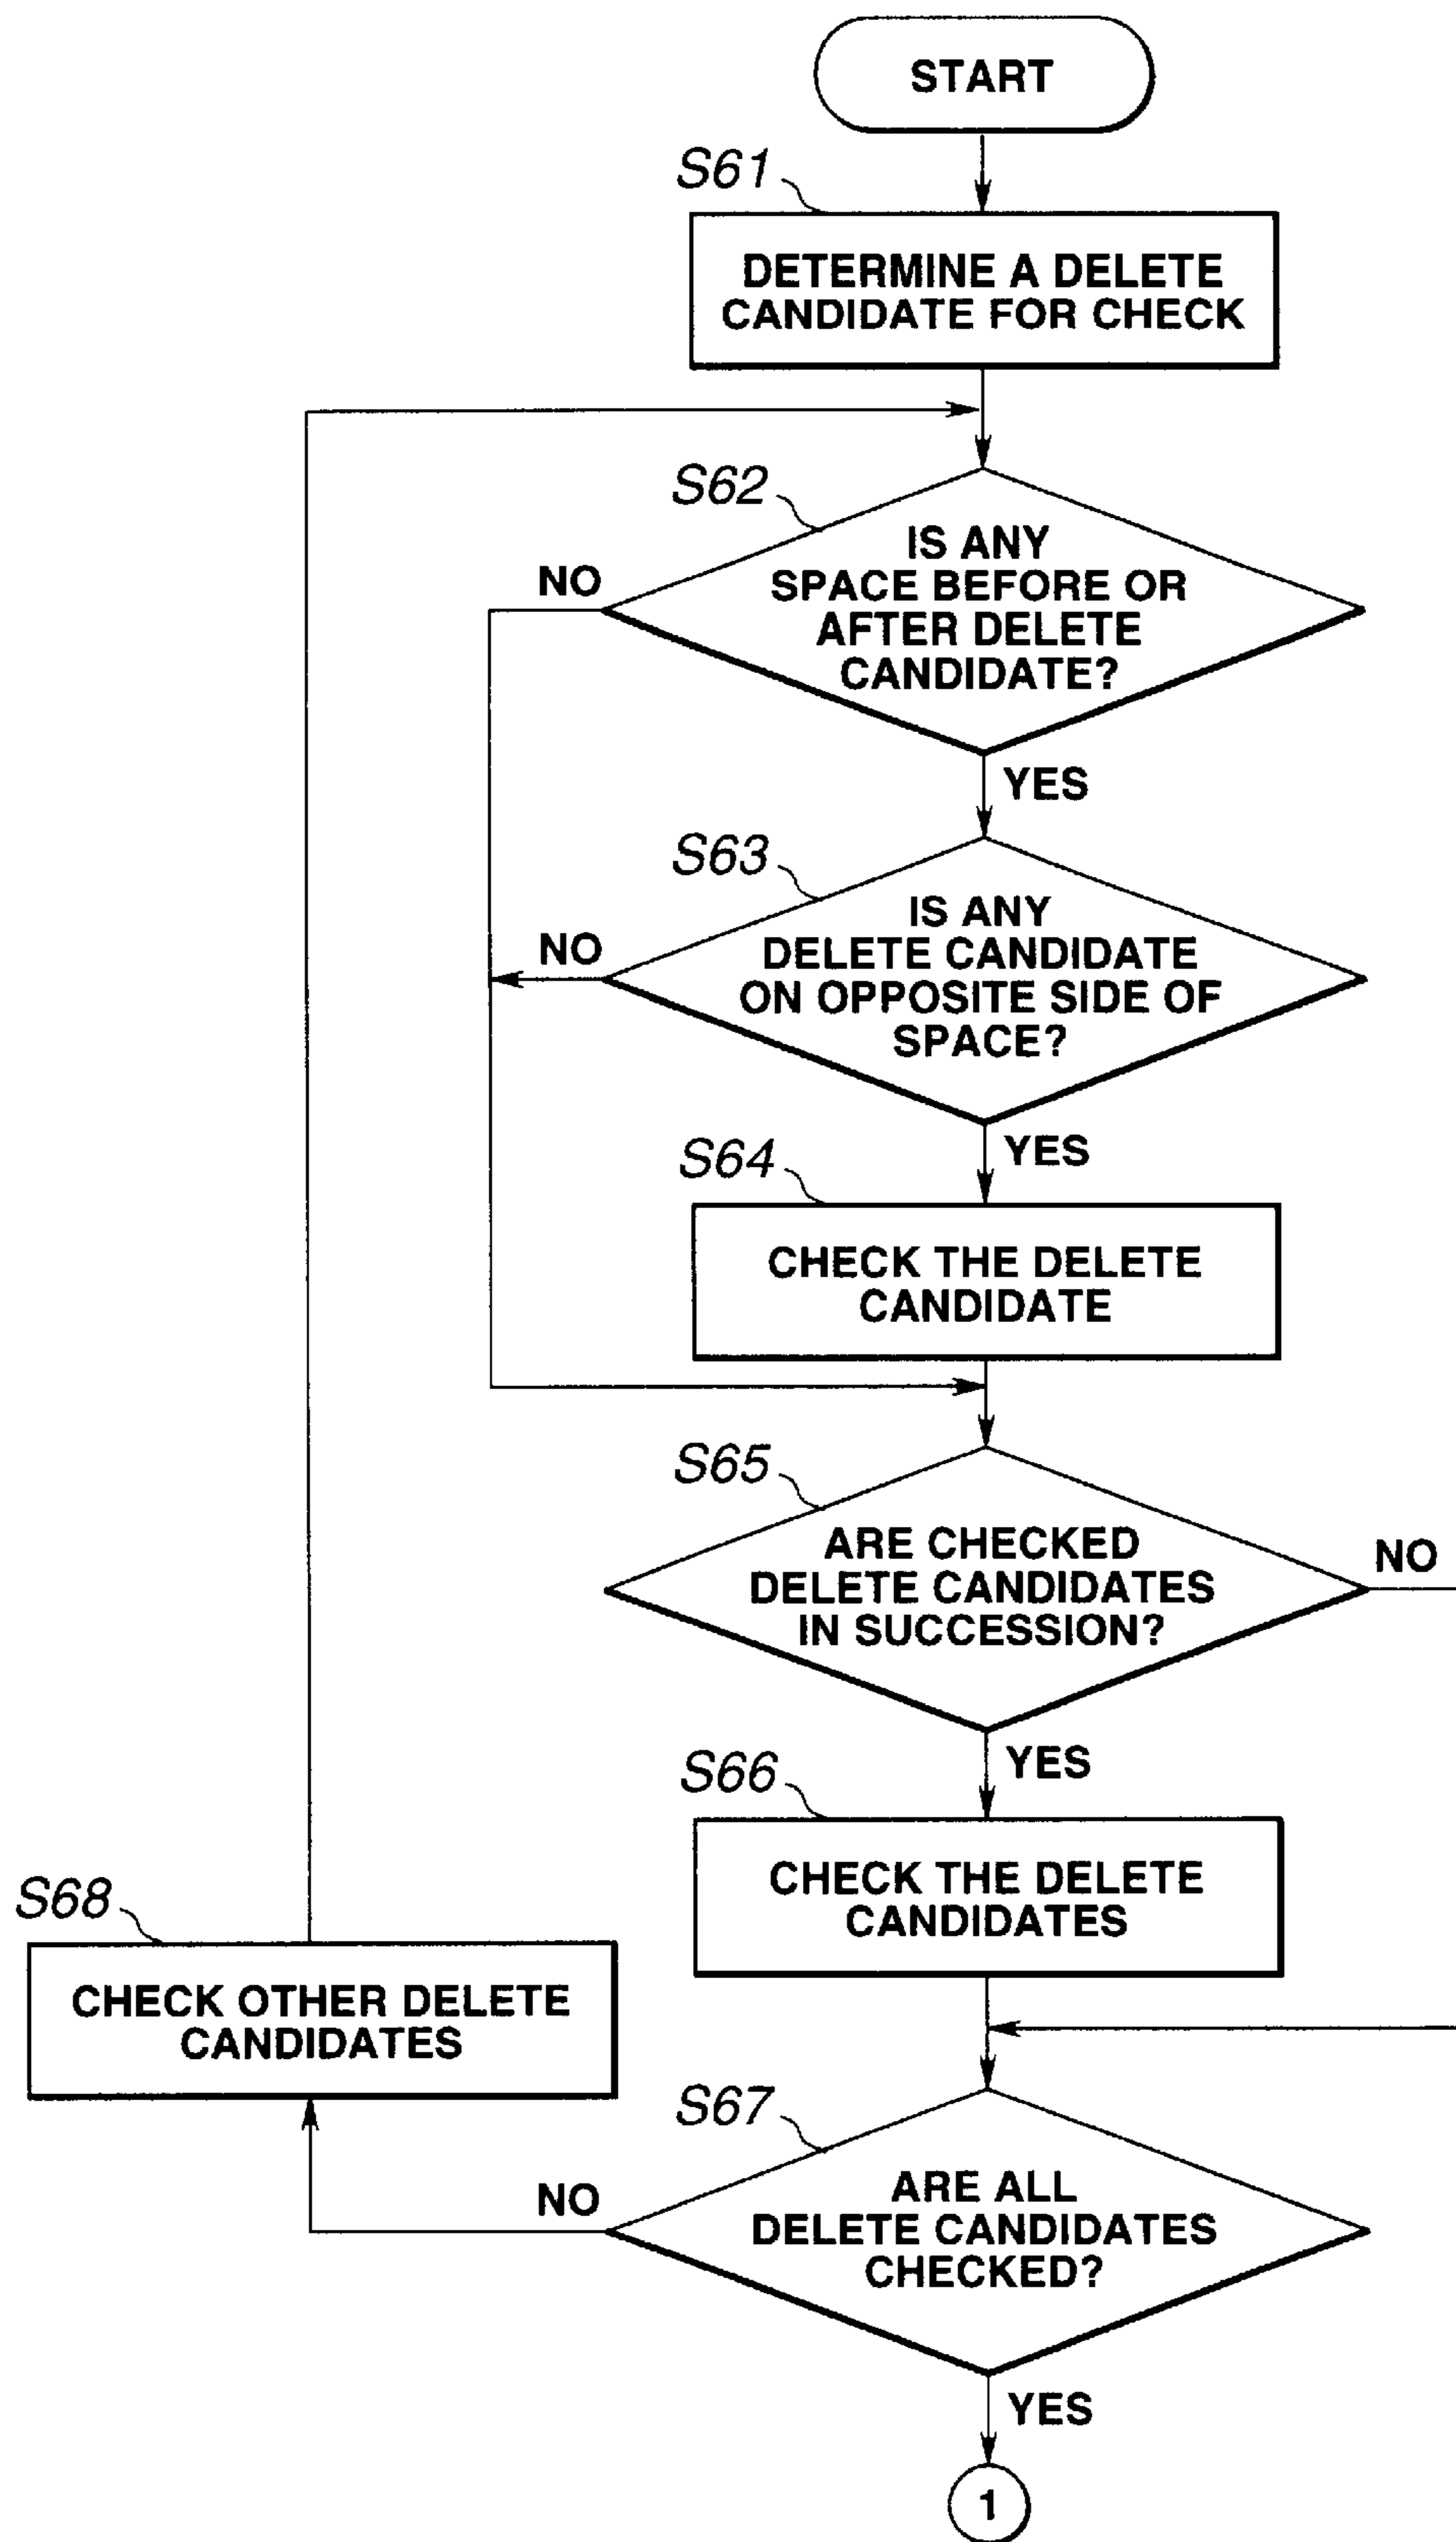 START
S61
DETERMINE A DELETE
CANDIDATE FOR CHECK
S62
NO
IS ANY
SPACE BEFORE OR
AFTER DELETE
CANDIDATE?
YES
S63
NO
IS ANY
DELETE CANDIDATE
ON OPPOSITE SIDE OF
SPACE?
YES
S64
CHECK THE DELETE
CANDIDATE
S65
ARE CHECKED
DELETE CANDIDATES
IN SUCCESSION?
NO
YES
S66
CHECK THE DELETE
CANDIDATES
S68
CHECK OTHER DELETE
CANDIDATES
S67
NO
ARE ALL
DELETE CANDIDATES
CHECKED?
YES
1